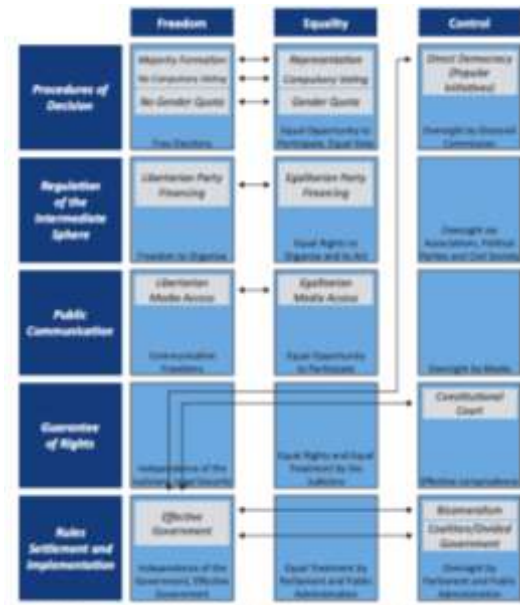 Freedom
Equality
Control
Procedures of
Decision
Majority Formation
No Compulsory Voting
No Gender Quota
Free Elections
Representation
Compulsory Voting
Gender Quota
Equal Opportunity to
Participate, Equal
Direct Democracy
(Popular
Initiatives)
Oversight by Electoral
Commission
Regulation
of the
Intermediate
Sphere
Libertarian Party
Financing
Freedom to Organise
Egalitarian Party
Financing
Equal Rights to
Organise and to Act
Oversight
Associations, Political
Parties and Civil Society
Public
Communication
Libertarian
Media Access
Communication
Freedoms
Egalitarian
Media Access
Equal Opportunity
to Participate
Oversight by Media
Guarantee
of Rights
Independence of the
Security
Equal Rights and Equal
Treatment by the
Judiciary
Constitutional
Court
Effective Jurisprudence
Rules
Settlement and
Implementation
Effective
Government
Independence of the
Government, Effective
Government
Equal Treatment by
Parliament and Public
Administration
Bicameralism
Coalition/Divided
Government
Oversight by
Parliament and Public
Administration